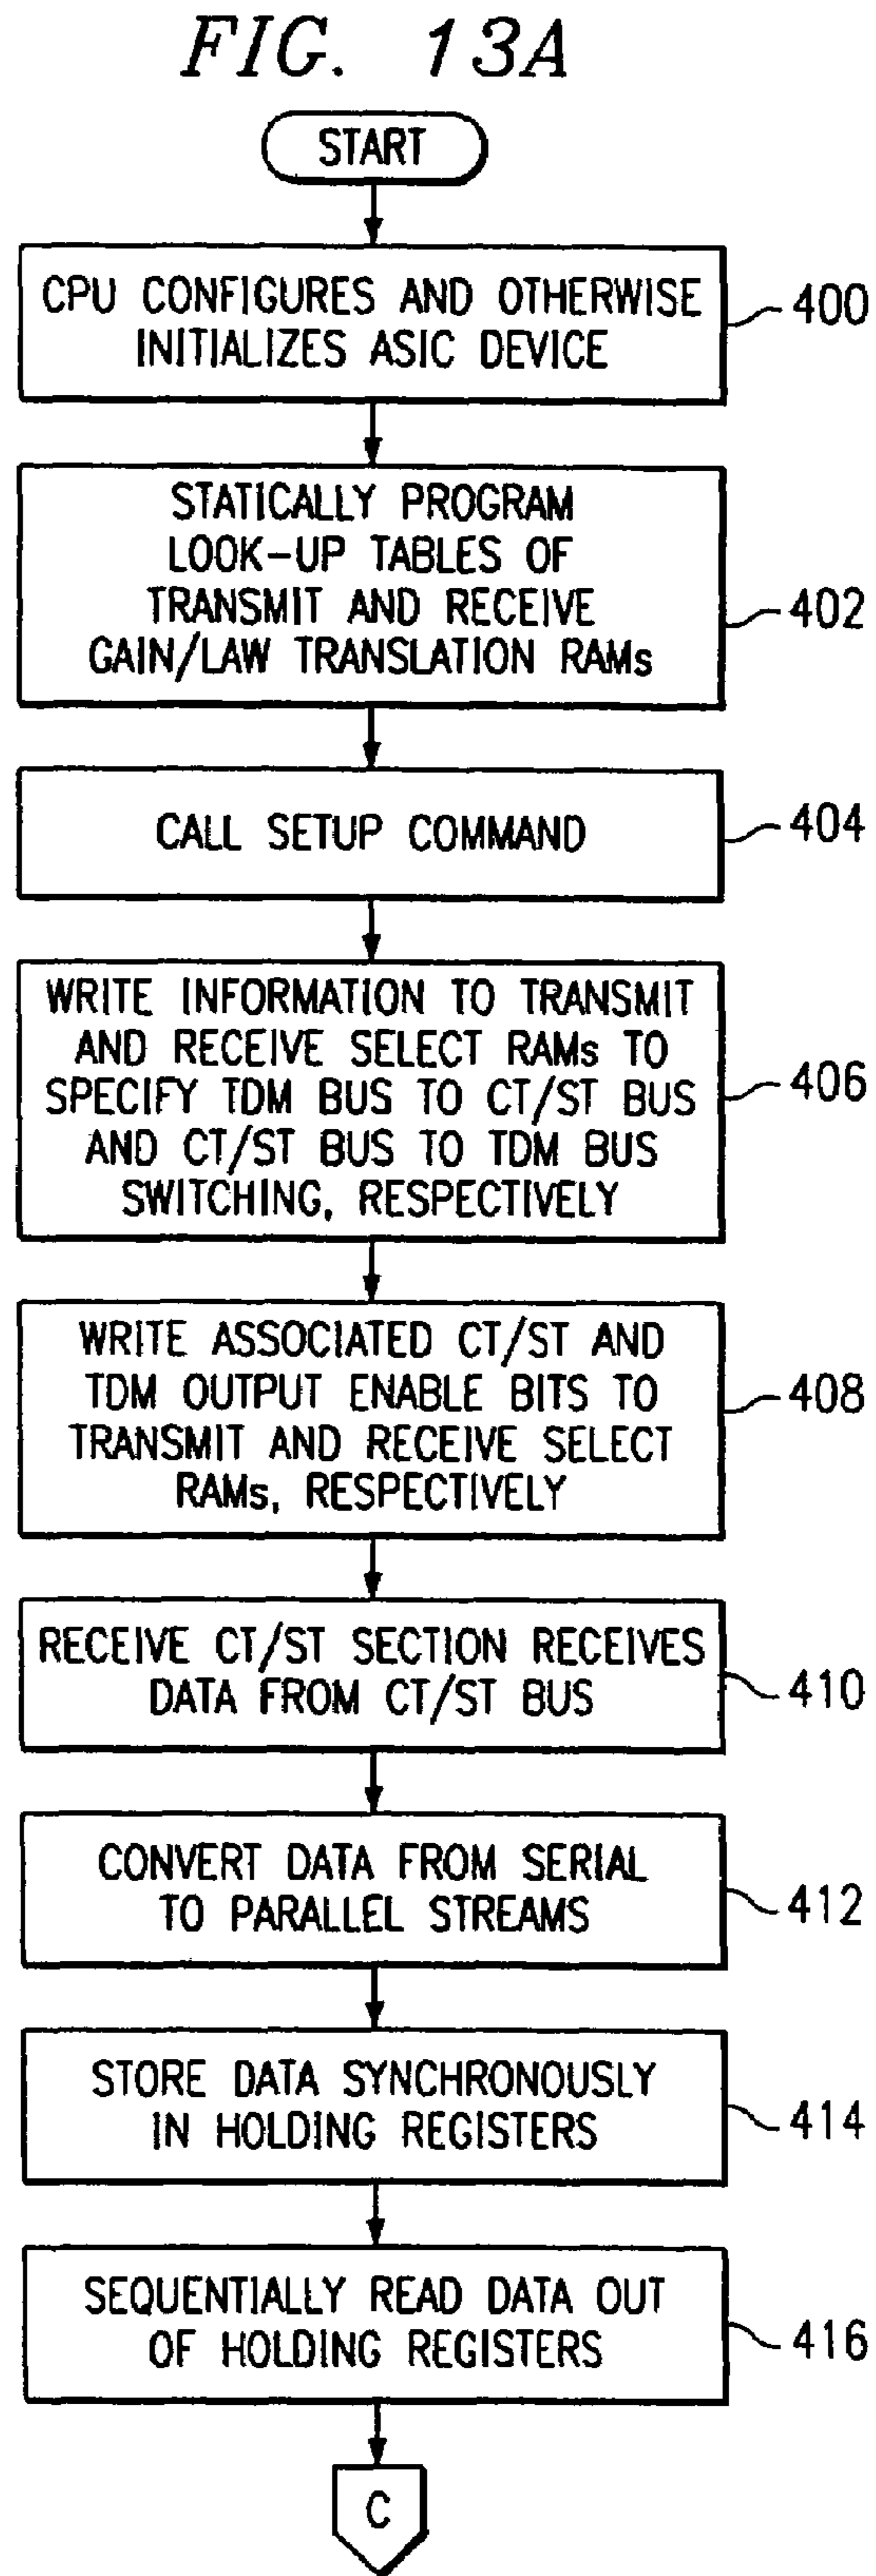 FIG. 13A
START
CPU CONFIGURES AND OTHERWISE
INITIALIZES ASIC DEVICE
400
STATICALLY PROGRAM
LOOK-UP TABLES OF
TRANSMIT AND RECEIVE
GAIN/LAW TRANSLATION RAMs
402
CALL SETUP COMMAND
404
WRITE INFORMATION TO TRANSMIT
AND RECEIVE SELECT RAMs TO
SPECIFY TDM BUS TO CT/ST BUS
AND CT/ST BUS TO TDM BUS
SWITCHING, RESPECTIVELY
406
WRITE ASSOCIATED CT/ST AND
TDM OUTPUT ENABLE BITS TO
TRANSMIT AND RECEIVE SELECT
RAMs, RESPECTIVELY
408
RECEIVE CT/ST SECTION RECEIVES
DATA FROM CT/ST BUS
410
CONVERT DATA FROM SERIAL
TO PARALLEL STREAMS
412
STORE DATA SYNCHRONOUSLY
IN HOLDING REGISTERS
414
SEQUENTIALLY READ DATA OUT
OF HOLDING REGISTERS
416
C